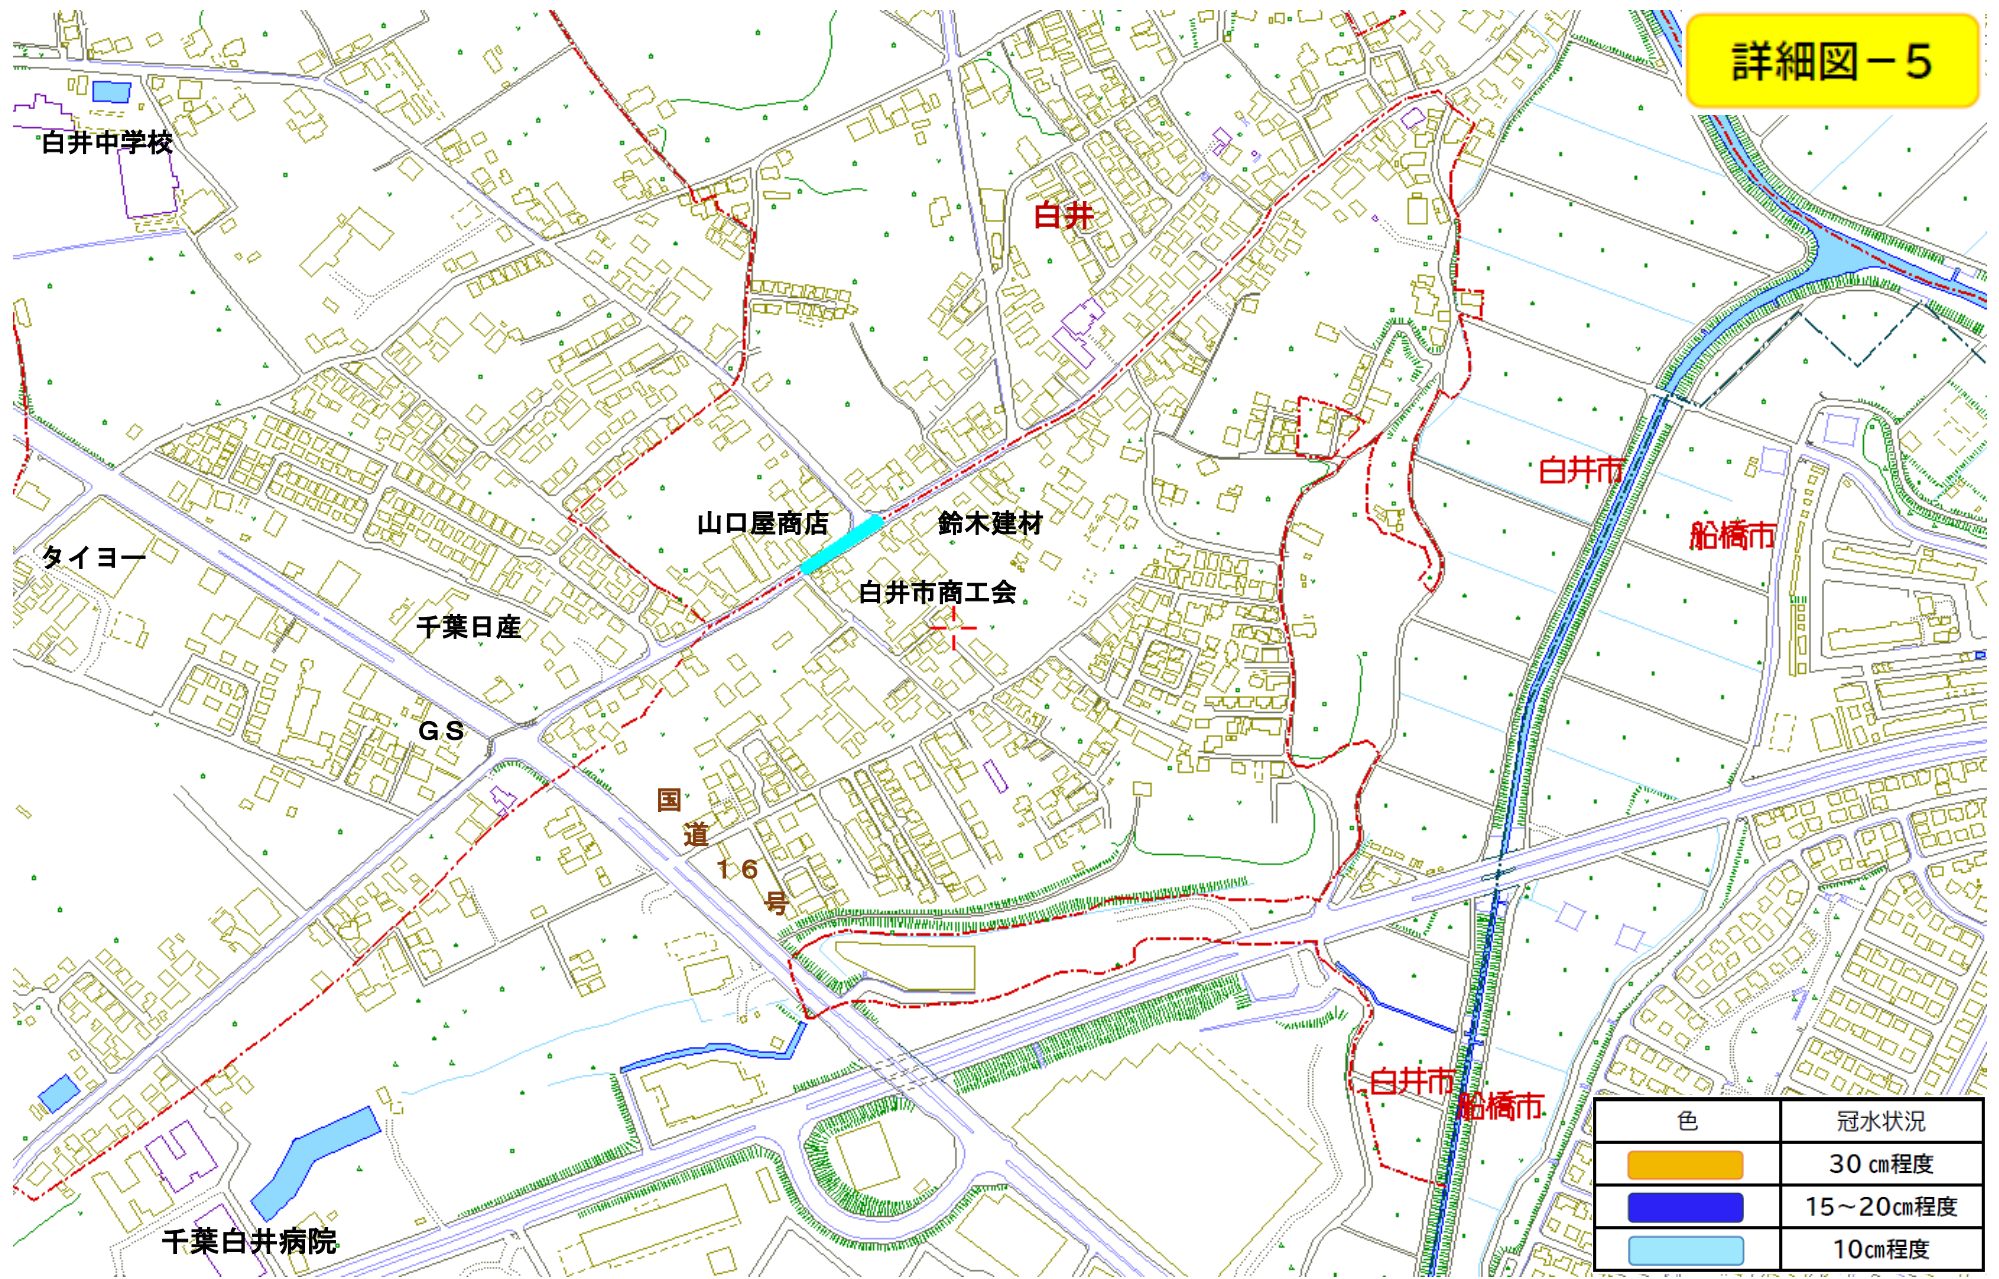 詳細図－５
白井中学校
白井
白井市
船橋市
山口屋商店
鈴木建材
タイヨー
白井市商工会
千葉日産
ＧＳ
国
道
１６
号
白井市
船橋市
千葉白井病院
色 冠水状況
30㎝程度
15～20㎝程度
10㎝程度